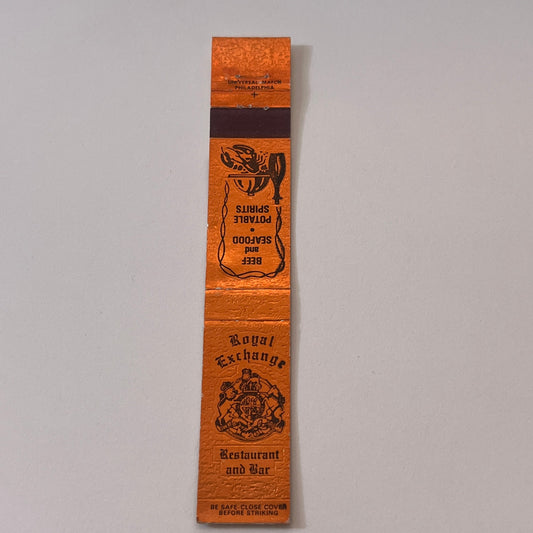 UNIVERSAL MATCH
PHILADELPHIA
BEEF
and
SEAFOOD
•
POTABLE
SPIRITS
Royal
Exchange
Restaurant
and Bar
BE SAFE-CLOSE COVER
BEFORE STRIKING